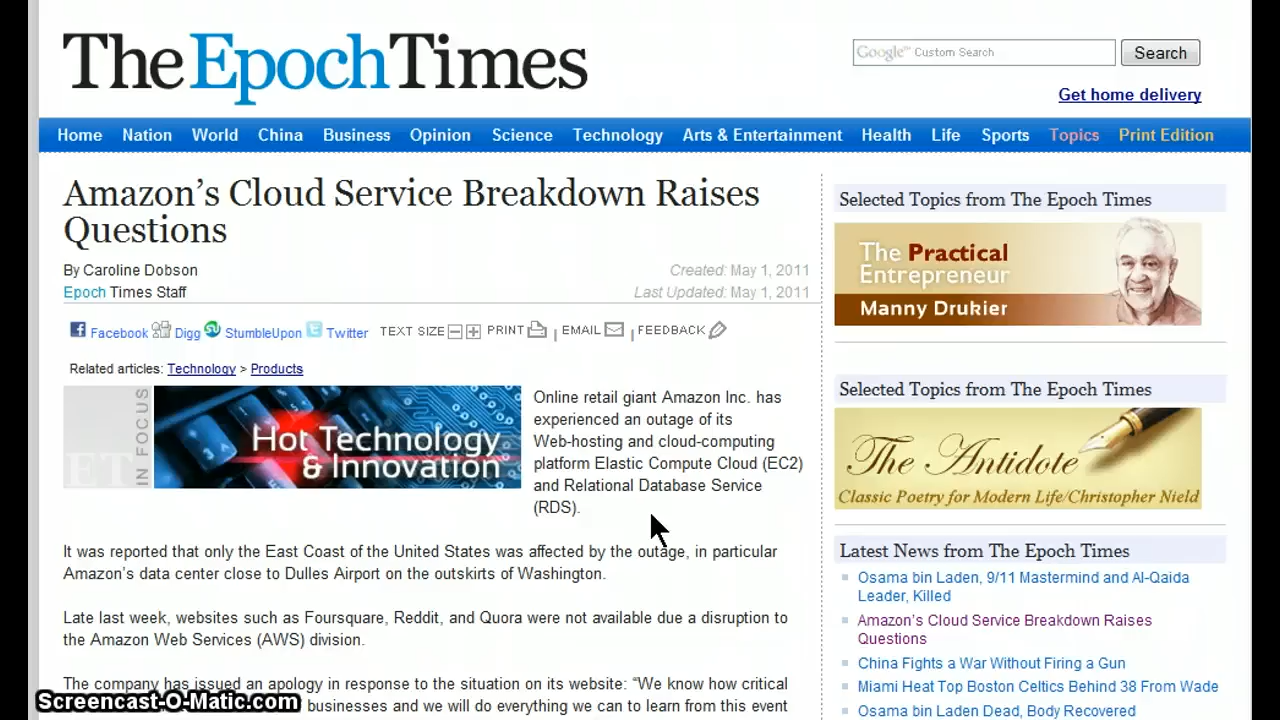 The Epoch Times
Google™ Custom Search
Search
Get home delivery
Home Nation World China Business Opinion Science Technology Arts & Entertainment Health Life Sports Topics Print Edition
Amazon's Cloud Service Breakdown Raises
Questions
By Caroline Dobson
Created: May 1, 2011
Epoch Times Staff
Last Updated: May 1, 2011
Facebook Digg StumbleUpon Twitter TEXT SIZE PRINT | EMAIL | FEEDBACK
Related articles: Technology > Products
ET
IN FOCUS
Hot Technology
& Innovation
Online retail giant Amazon Inc. has
experienced an outage of its
Web-hosting and cloud-computing
platform Elastic Compute Cloud (EC2)
and Relational Database Service
(RDS).
It was reported that only the East Coast of the United States was affected by the outage, in particular
Amazon's data center close to Dulles Airport on the outskirts of Washington.
Late last week, websites such as Foursquare, Reddit, and Quora were not available due a disruption to
the Amazon Web Services (AWS) division.
The company has issued an apology in response to the situation on its website: “We know how critical
businesses and we will do everything we can to learn from this event
Selected Topics from The Epoch Times
The Practical
Entrepreneur
Manny Drukier
Selected Topics from The Epoch Times
The Antidote
Classic Poetry for Modern Life/Christopher Nield
Latest News from The Epoch Times
Osama bin Laden, 9/11 Mastermind and Al-Qaida
Leader, Killed
Amazon's Cloud Service Breakdown Raises
Questions
China Fights a War Without Firing a Gun
Miami Heat Top Boston Celtics Behind 38 From Wade
Osama bin Laden Dead, Body Recovered
Screencast-O-Matic.com